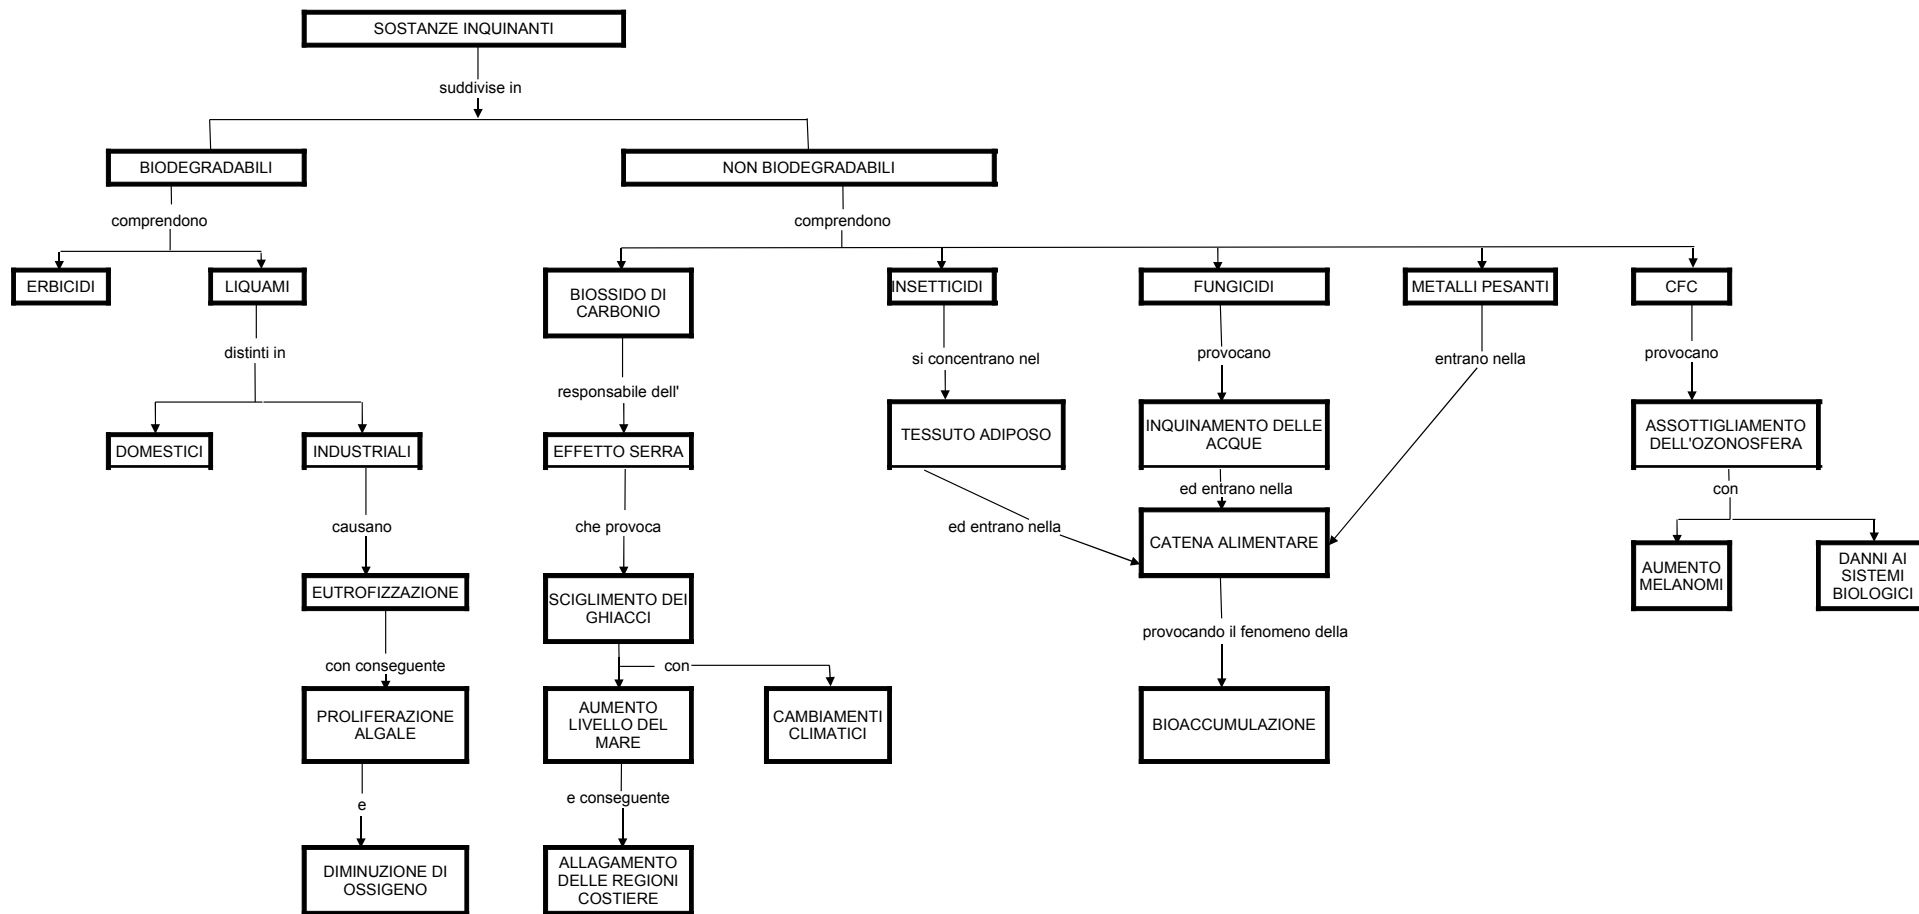 SOSTANZE INQUINANTI
suddivise in
BIODEGRADABILI
NON BIODEGRADABILI
comprendono
comprendono
ERBICIDI
LIQUAMI
BIOSSIDO DI
CARBONIO
INSETTICIDI
FUNGICIDI
METALLI PESANTI
CFC
distinti in
responsabile dell'
si concentrano nel
provocano
entrano nella
provocano
DOMESTICI
INDUSTRIALI
EFFETTO SERRA
TESSUTO ADIPOSO
INQUINAMENTO DELLE
ACQUE
ASSOTTIGLIAMENTO
DELL'OZONOSFERA
causano
che provoca
ed entrano nella
ed entrano nella
con
EUTROFIZZAZIONE
SCIGLIMENTO DEI
GHIACCI
CATENA ALIMENTARE
AUMENTO
MELANOMI
DANNI AI
SISTEMI
BIOLOGICI
con conseguente
con
provocando il fenomeno della
PROLIFERAZIONE
ALGALE
AUMENTO
LIVELLO DEL
MARE
CAMBIAMENTI
CLIMATICI
BIOACCUMULAZIONE
e
e conseguente
DIMINUZIONE DI
OSSIGENO
ALLAGAMENTO
DELLE REGIONI
COSTIERE